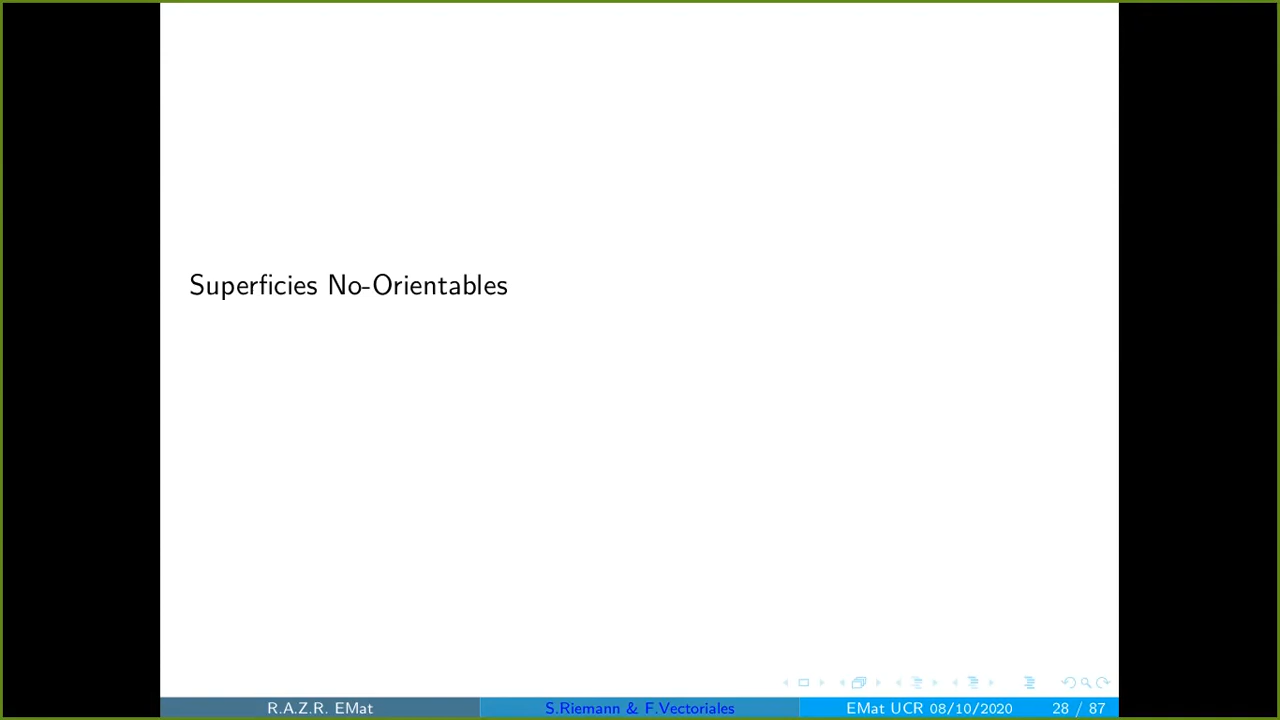 Superficies No-Orientables
R.A.Z.R. EMat
S.Riemann & F.Vectoriales
EMat UCR 08/10/2020
28 / 87